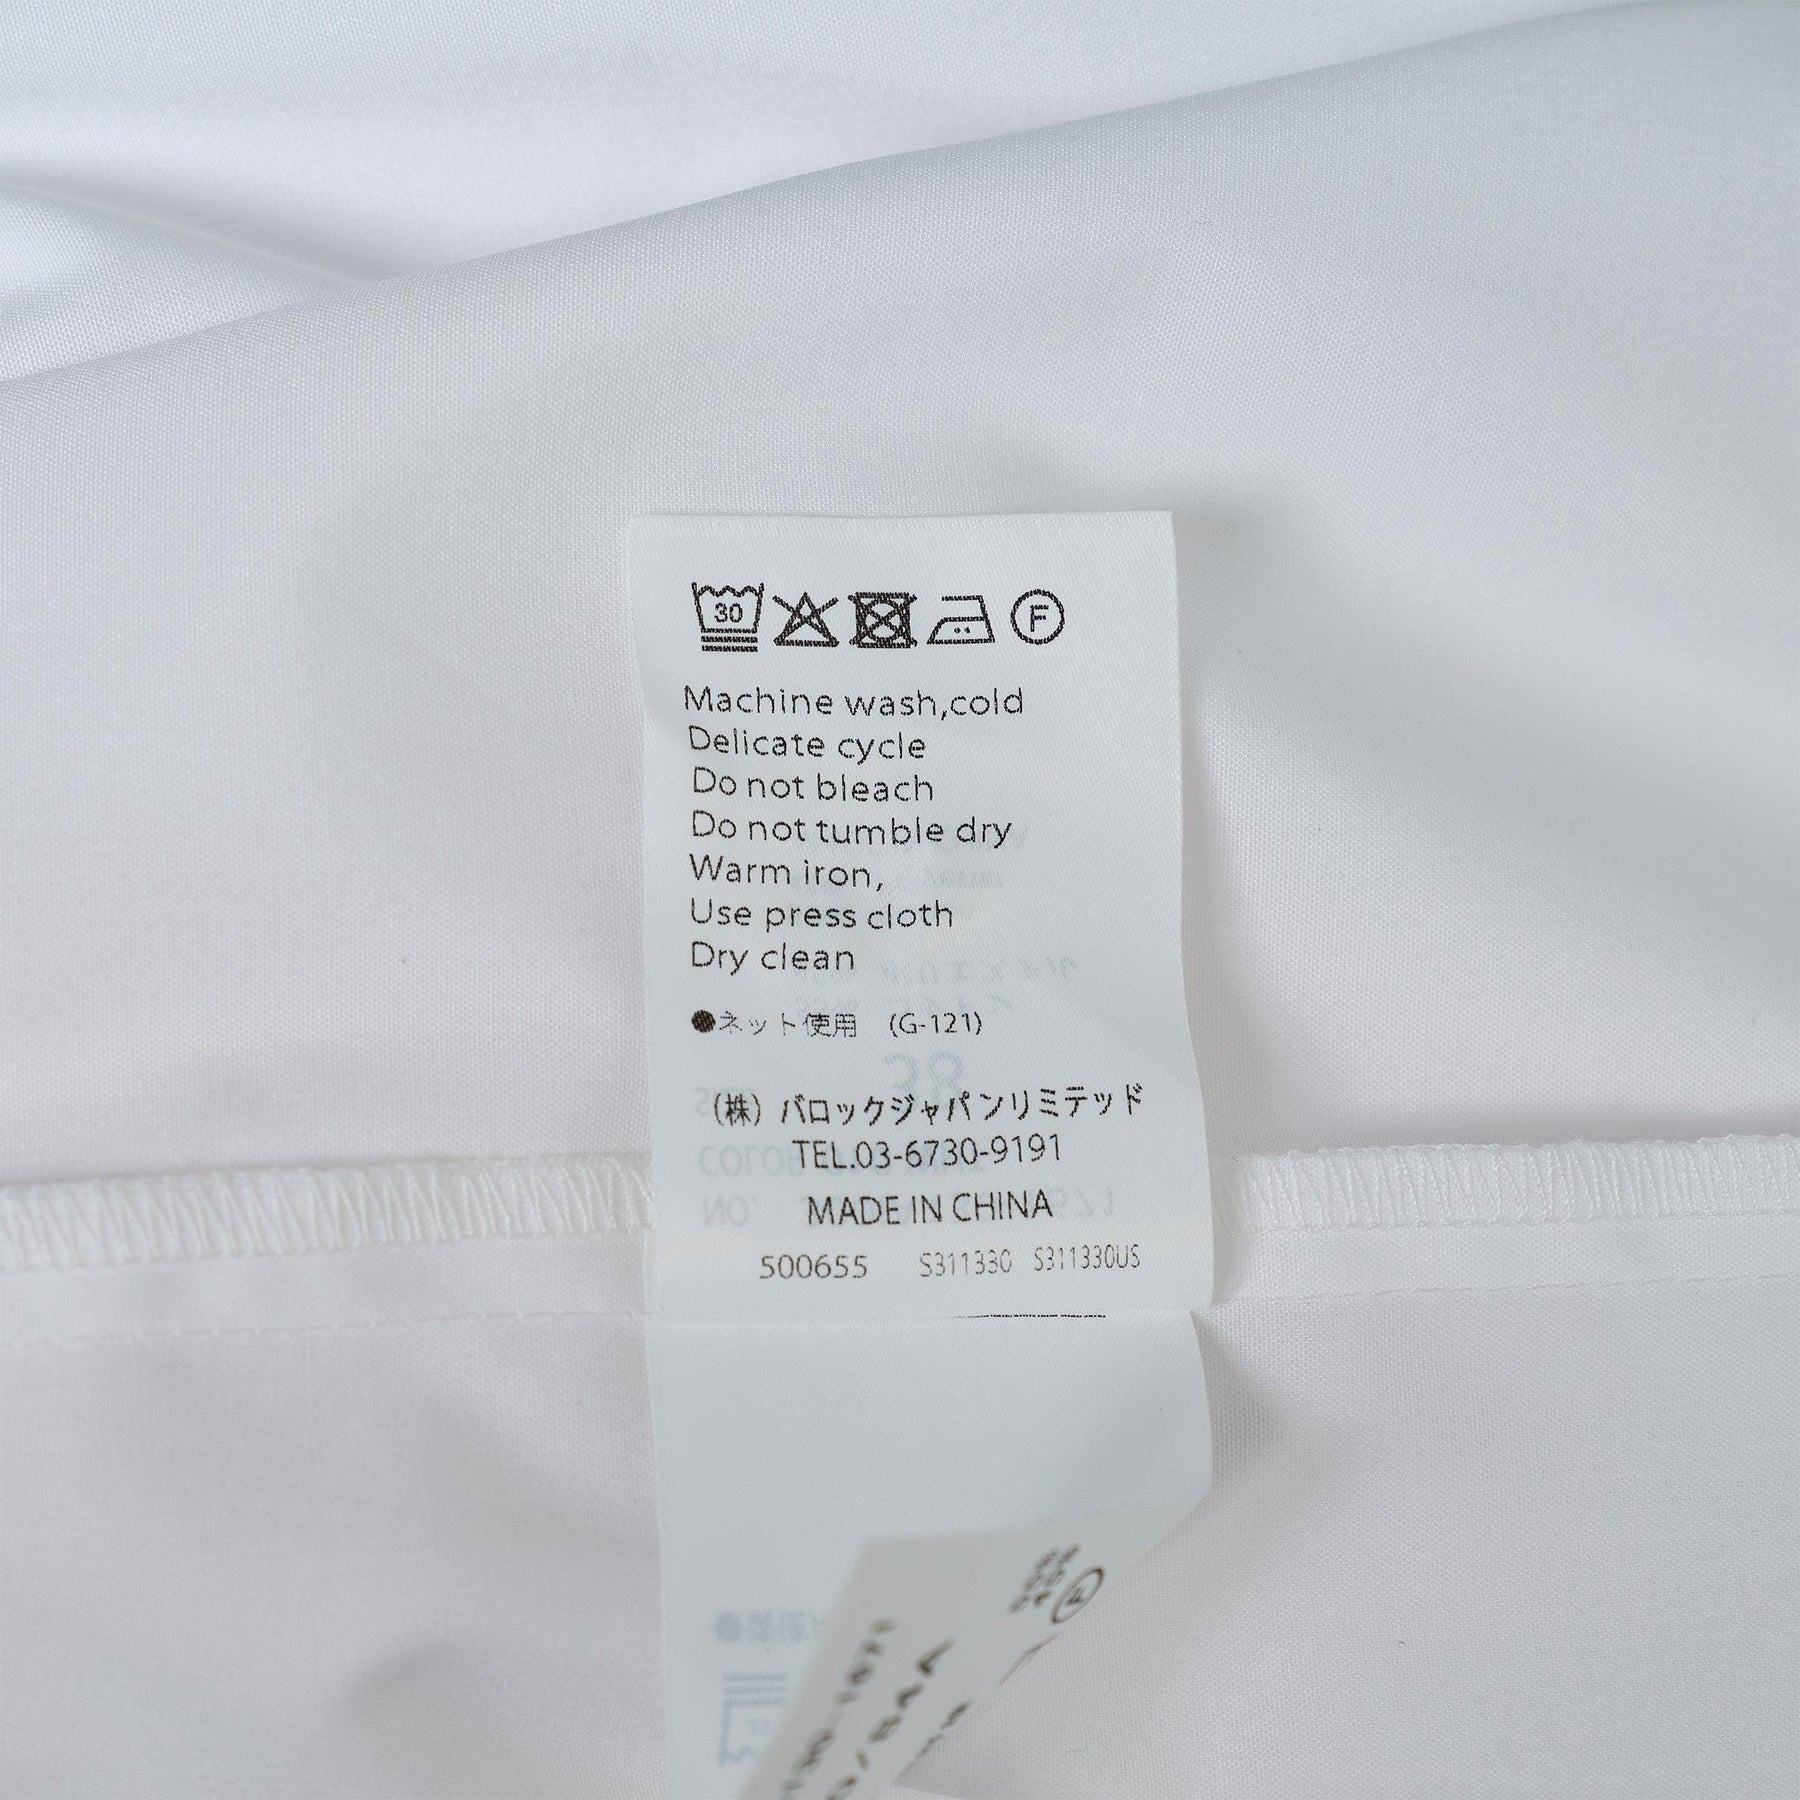 30 F
Machine wash,cold
Delicate cycle
Do not bleach
Do not tumble dry
Warm iron,
Use press cloth
Dry clean
●ネット使用 (G-121)
(株) バロックジャパンリミテッド
TEL.03-6730-9191
MADE IN CHINA
500655 S311330 S311330US